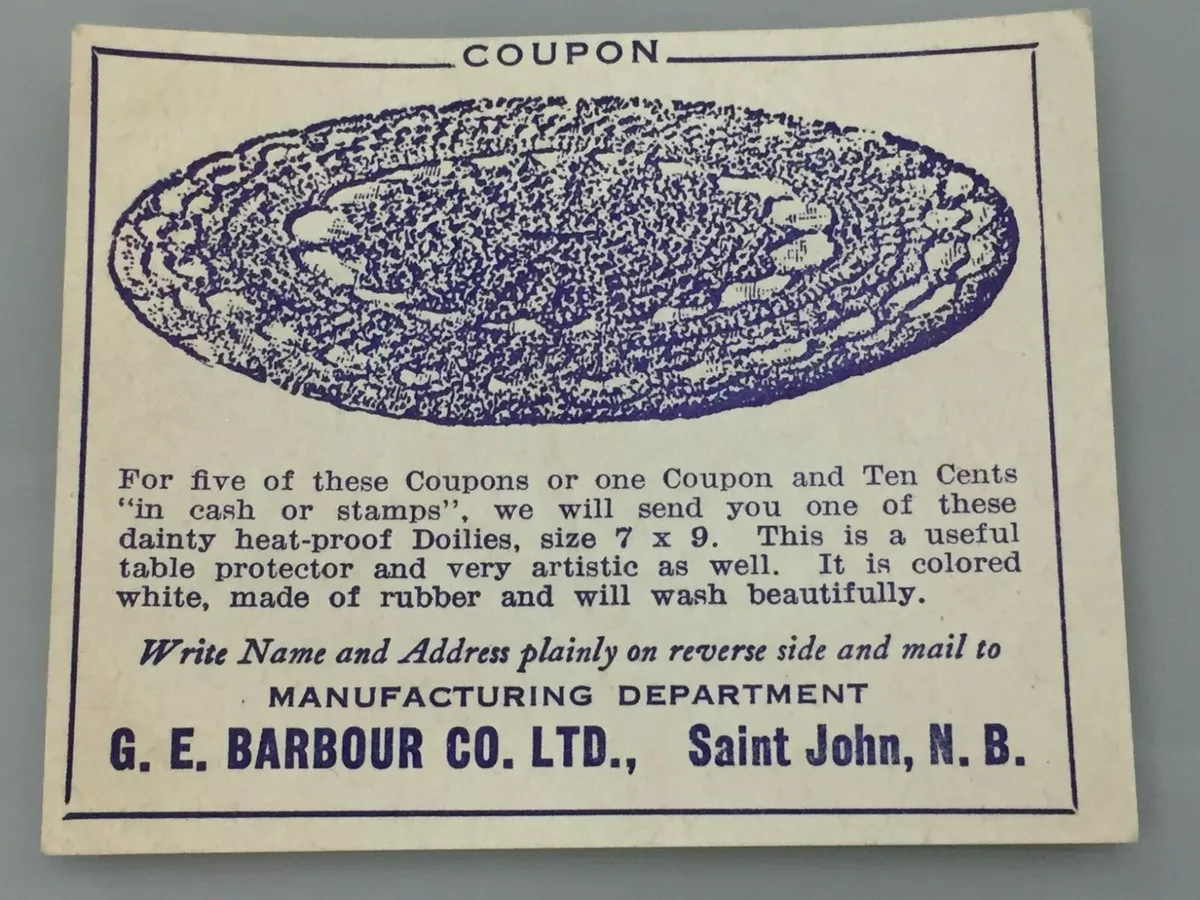 COUPON
For five of these Coupons or one Coupon and Ten Cents
“in cash or stamps”, we will send you one of these
dainty heat-proof Doilies, size 7 x 9. This is a useful
table protector and very artistic as well. It is colored
white, made of rubber and will wash beautifully.
Write Name and Address plainly on reverse side and mail to
MANUFACTURING DEPARTMENT
G. E. BARBOUR CO. LTD., Saint John, N. B.